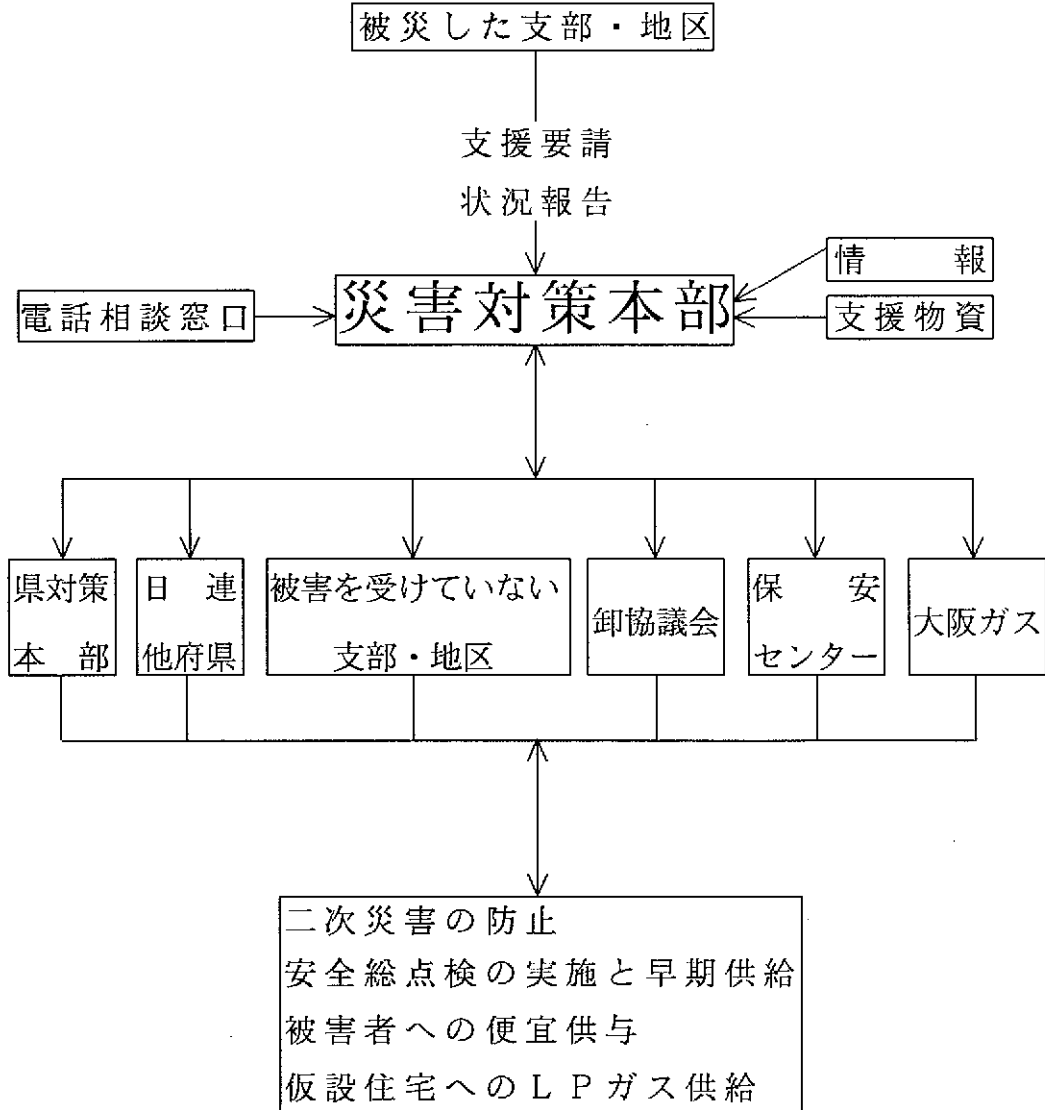 被災した支部・地区
支援要請
状況報告
情　　報
災害対策本部
電話相談窓口
支援物資
県対策
本　部
日　連
他府県
被害を受けていない
支部・地区
卸協議会
保　　安
センター
大阪ガス
二次災害の防止
安全総点検の実施と早期供給
被害者への便宜供与
仮設住宅へのＬＰガス供給